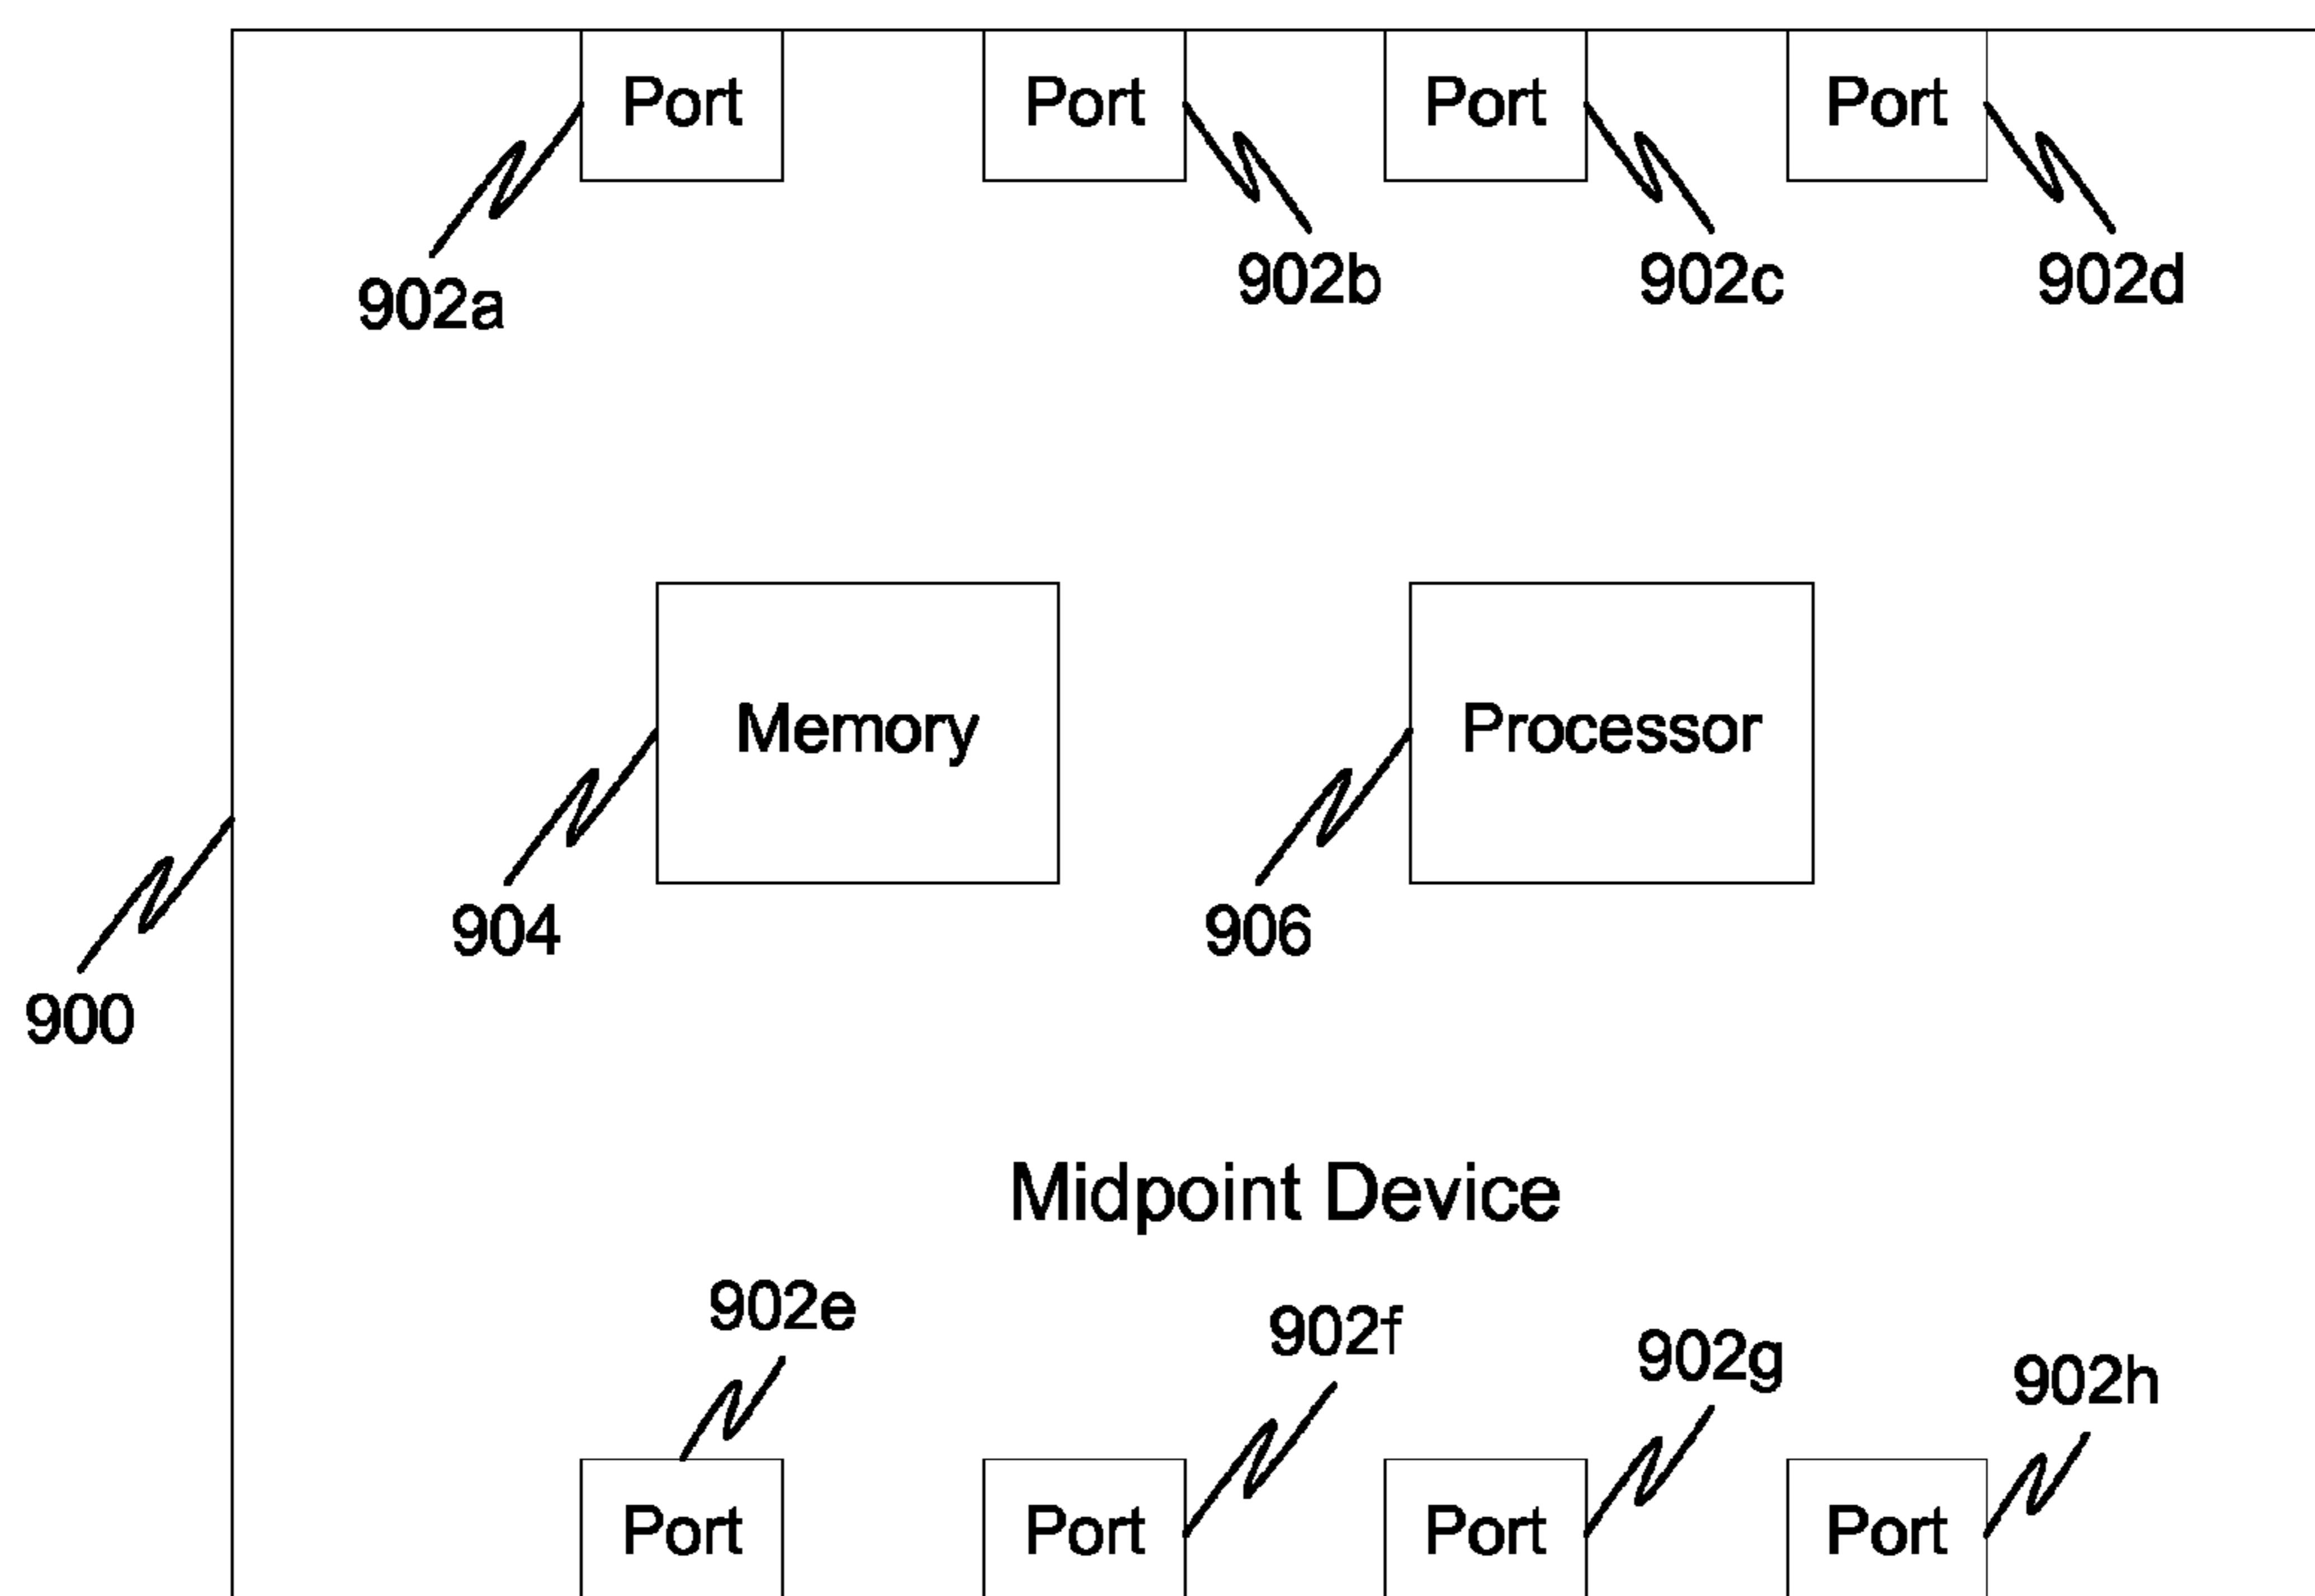 Port Port Port Port
902a 902b 902c 902d
Memory Processor
904 906
900
Midpoint Device
902e 902f 902g 902h
Port Port Port Port